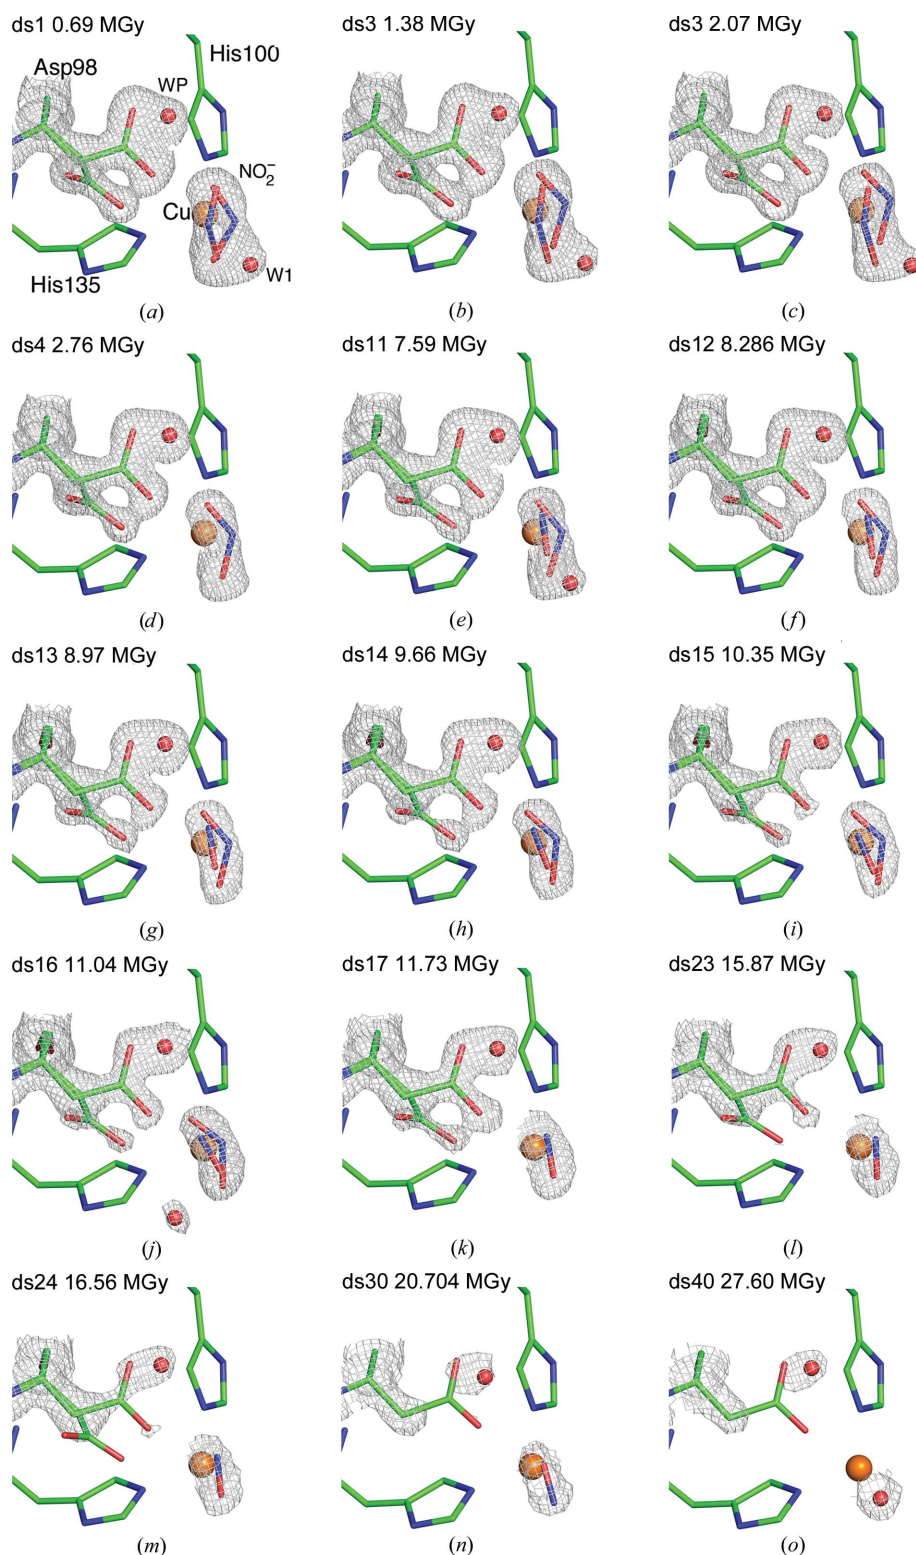 ds1 0.69 MGy
ds3 1.38 MGy
ds3 2.07 MGy
His100
Asp98
WP
NO₂⁻
Cu
W1
His135
(a)
(b)
(c)
ds4 2.76 MGy
ds11 7.59 MGy
ds12 8.286 MGy
(d)
(e)
(f)
ds13 8.97 MGy
ds14 9.66 MGy
ds15 10.35 MGy
(g)
(h)
(i)
ds16 11.04 MGy
ds17 11.73 MGy
ds23 15.87 MGy
(j)
(k)
(l)
ds24 16.56 MGy
ds30 20.704 MGy
ds40 27.60 MGy
(m)
(n)
(o)